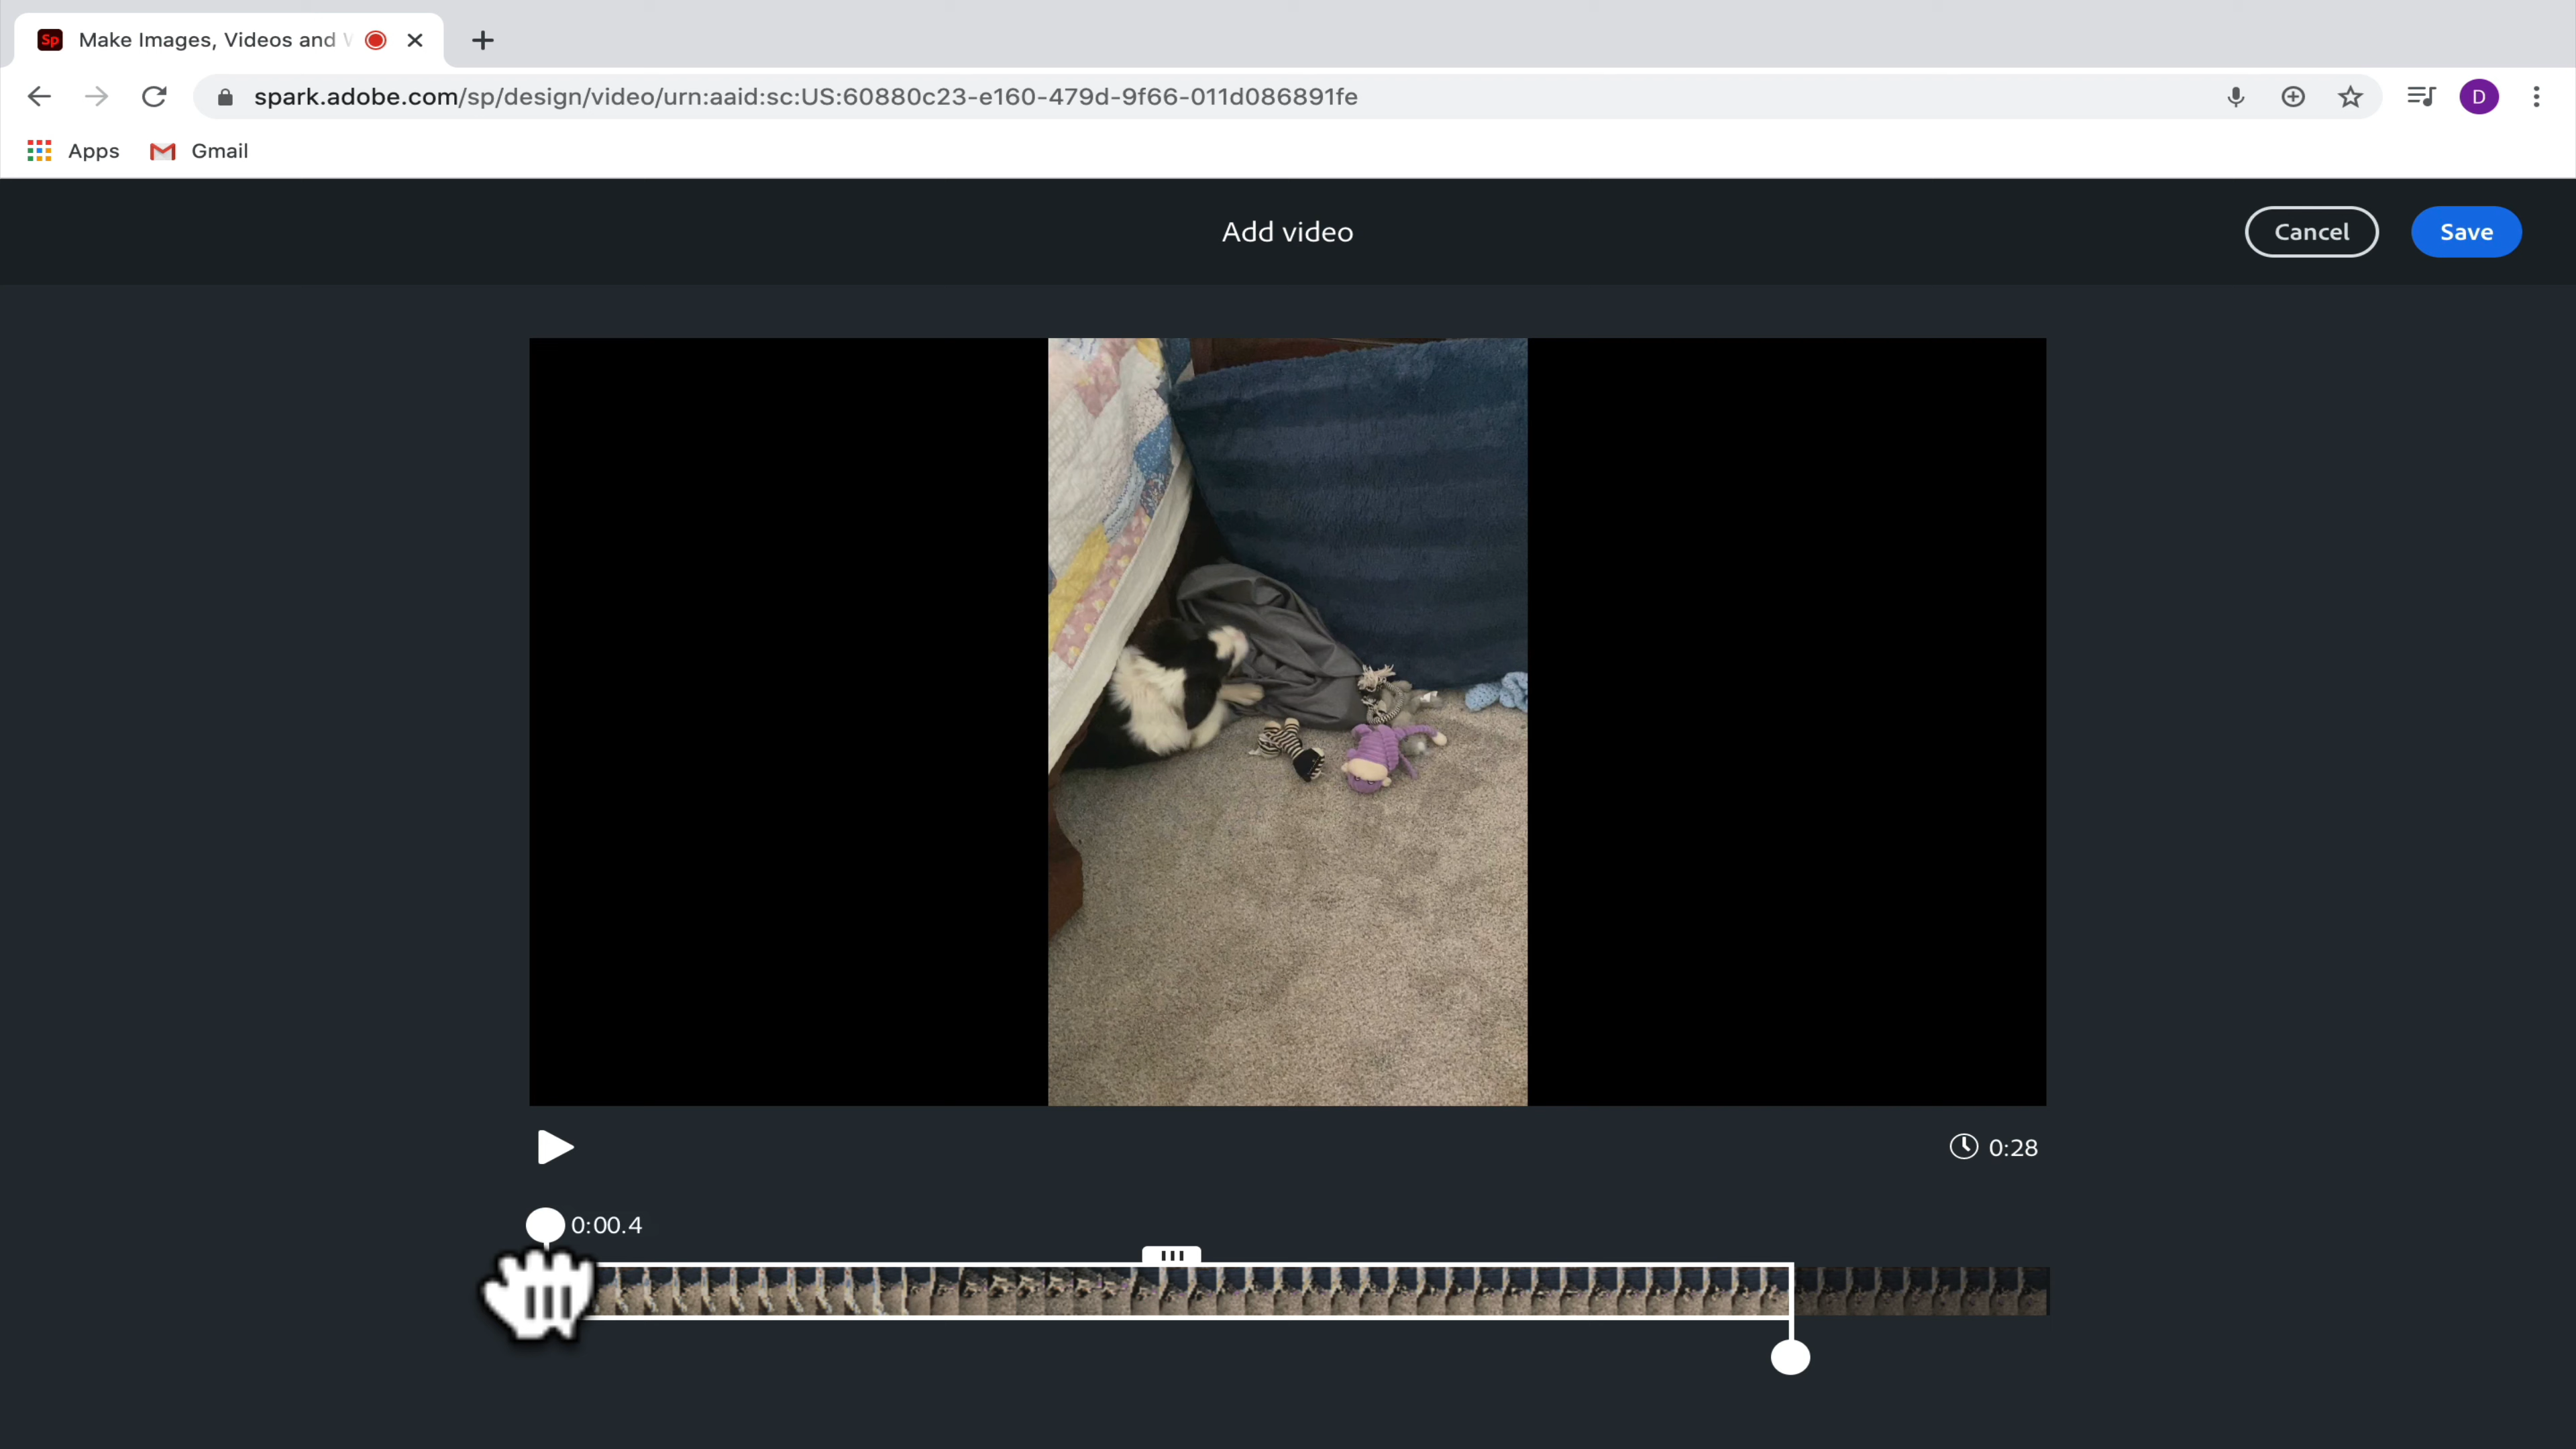 Sp Make Images, Videos and
spark.adobe.com/sp/design/video/urn:aaid:sc:US:60880c23-e160-479d-9f66-011d086891fe
D
Apps Gmail
Add video
Cancel Save
0:28
0:00.4